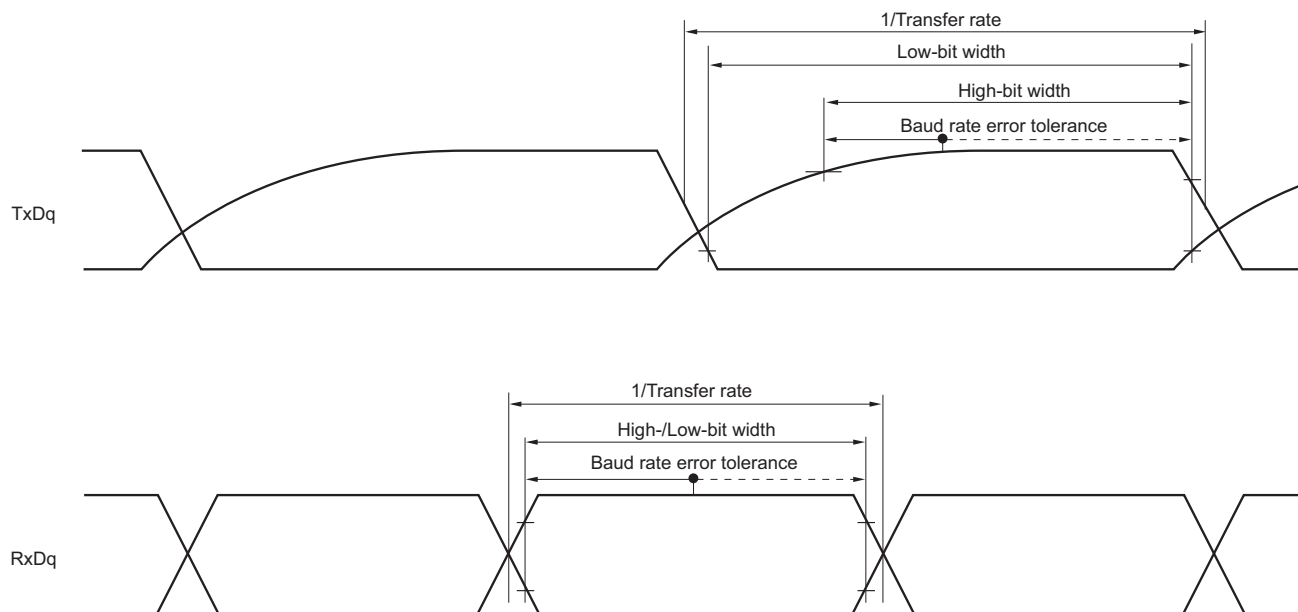 1/Transfer rate
Low-bit width
High-bit width
Baud rate error tolerance
TxDq
1/Transfer rate
High-/Low-bit width
Baud rate error tolerance
RxDq